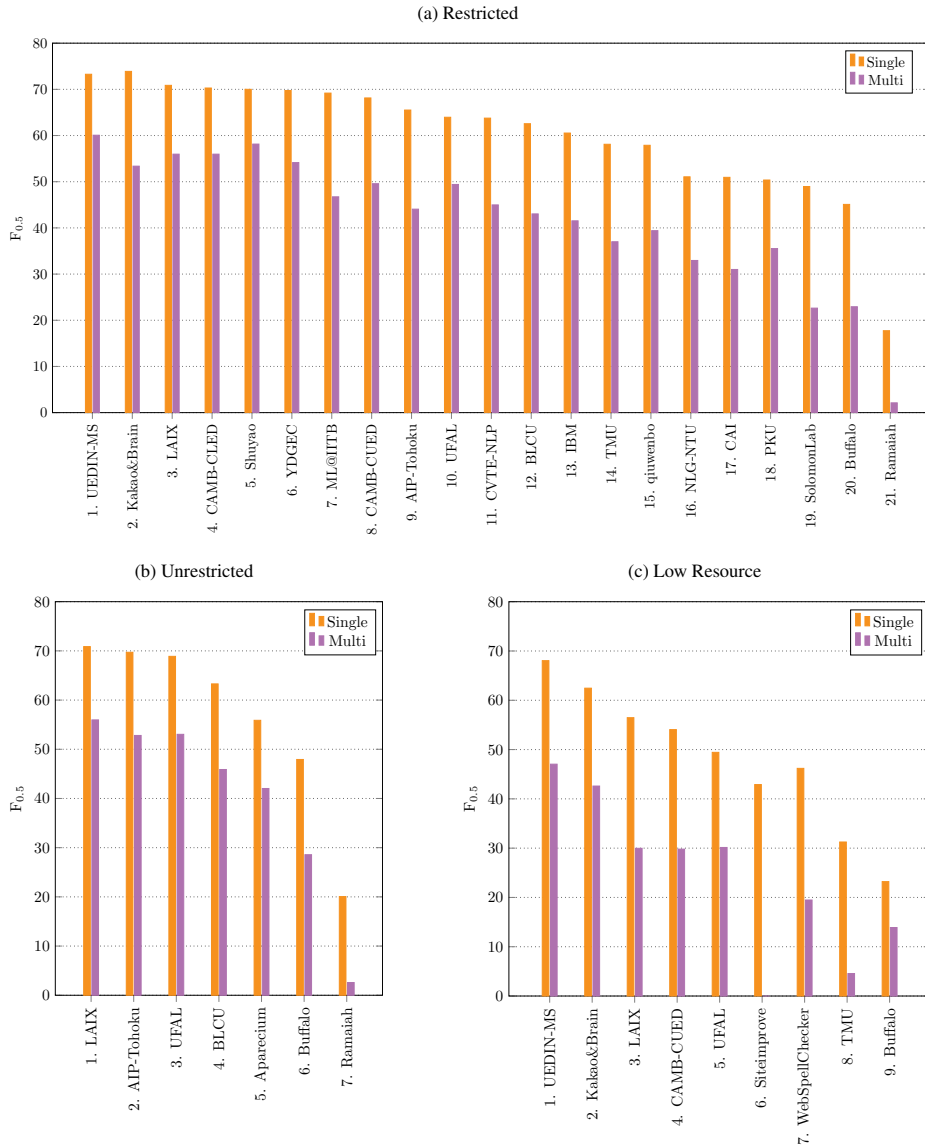 (a) Restricted
80
70
60
50
40
30
20
10
0
F0.5
Single
Multi
1. UEDIN-MS
2. Kakao&Brain
3. LAIX
4. CAMB-CLED
5. Shuyao
6. YDGEC
7. ML@IITB
8. CAMB-CUED
9. AIP-Tohoku
10. UFAL
11. CVTE-NLP
12. BLCU
13. IBM
14. TMU
15. qiuwenbo
16. NLG-NTU
17. CAI
18. PKU
19. SolomonLab
20. Buffalo
21. Ramaiah
(b) Unrestricted
80
70
60
50
40
30
20
10
0
F0.5
Single
Multi
1. LAIX
2. AIP-Tohoku
3. UFAL
4. BLCU
5. Aparecium
6. Buffalo
7. Ramaiah
(c) Low Resource
80
70
60
50
40
30
20
10
0
F0.5
Single
Multi
1. UEDIN-MS
2. Kakao&Brain
3. LAIX
4. CAMB-CUED
5. UFAL
6. Siteimprove
7. WebSpellChecker
8. TMU
9. Buffalo